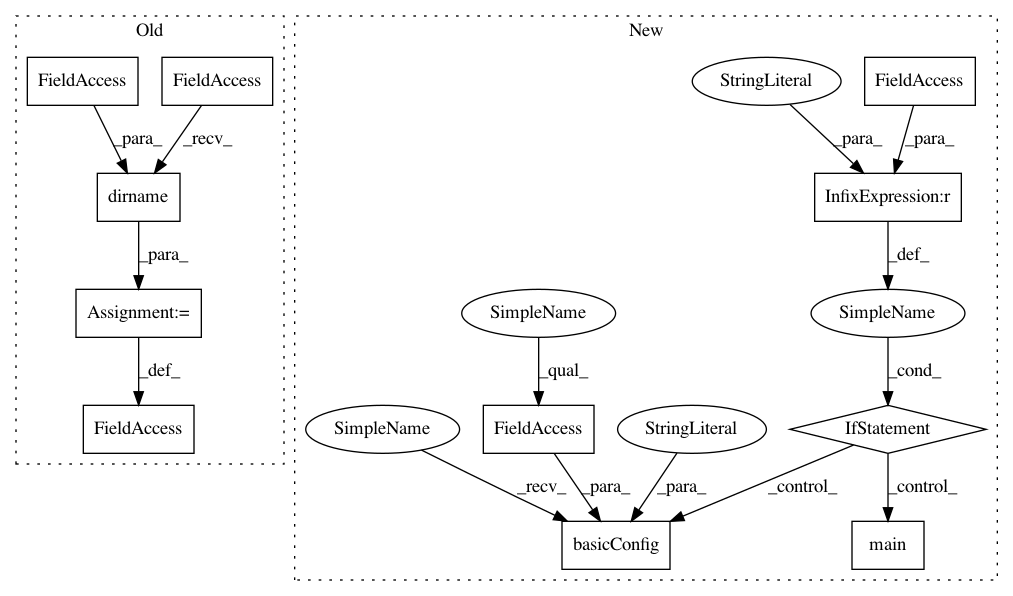 Old
New
FieldAccess
FieldAccess
StringLiteral
FieldAccess
_para_
_recv_
_para_
_para_
dirname
InfixExpression:r
_para_
_def_
Assignment:=
SimpleName
SimpleName
_def_
_qual_
_cond_
FieldAccess
SimpleName
FieldAccess
StringLiteral
IfStatement
_recv_
_para_
_para_
_control_
_control_
basicConfig
main